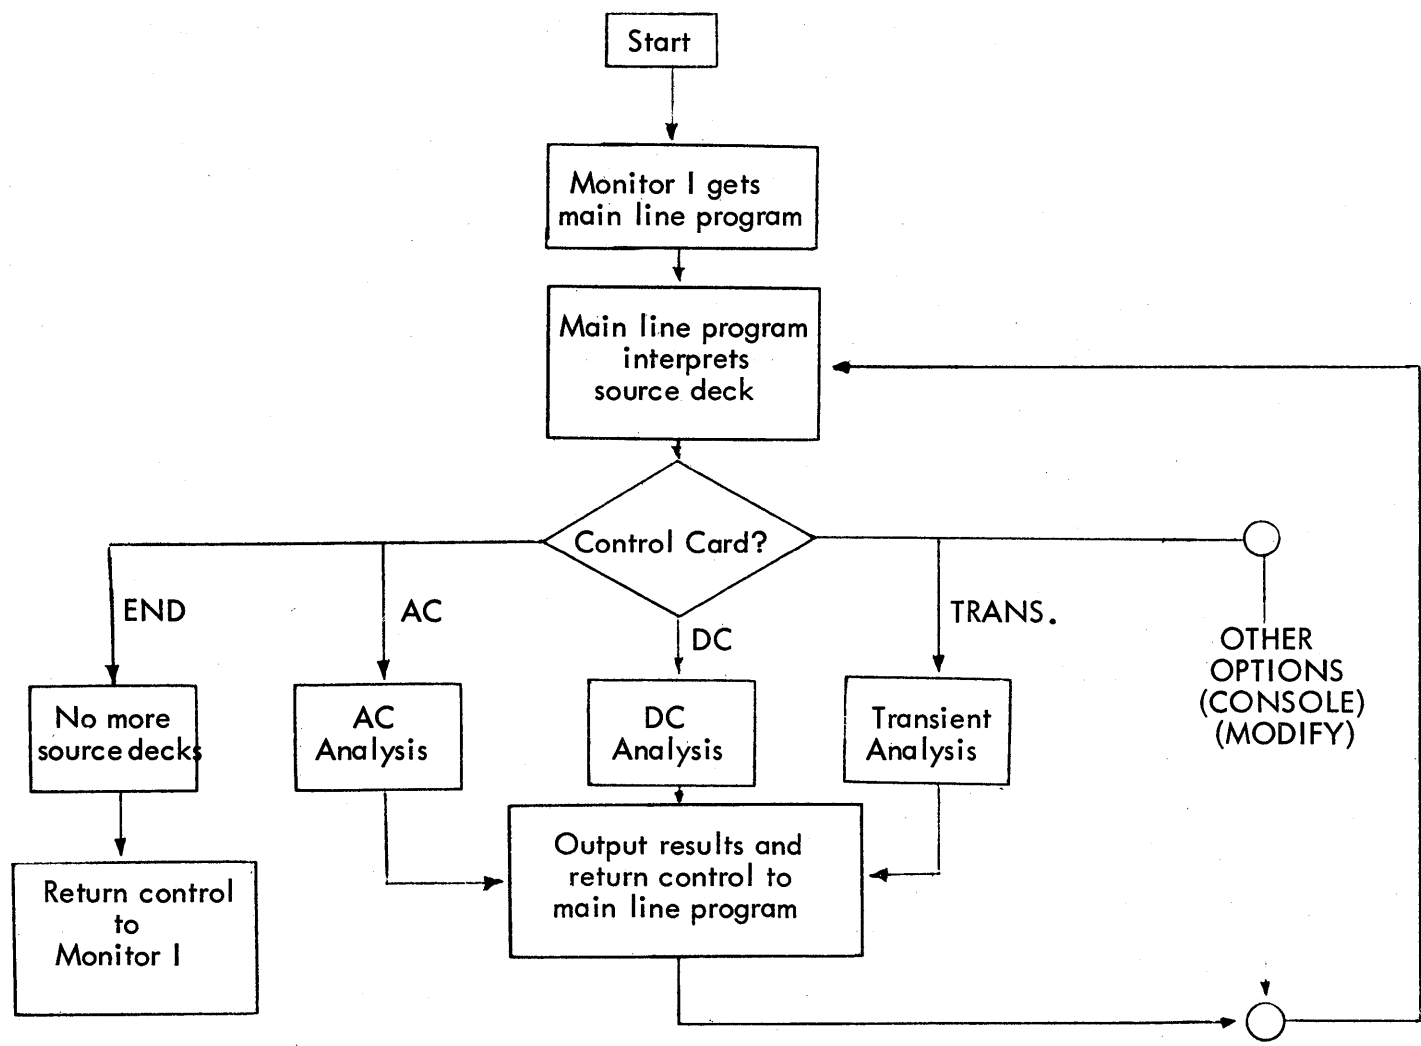 Start
Monitor I gets
main line program
Main line program
interprets
source deck
Control Card?
END
AC
DC
TRANS.
OTHER
OPTIONS
(CONSOLE)
(MODIFY)
No more
source decks
AC
Analysis
DC
Analysis
Transient
Analysis
Output results and
return control to
main line program
Return control
to
Monitor I